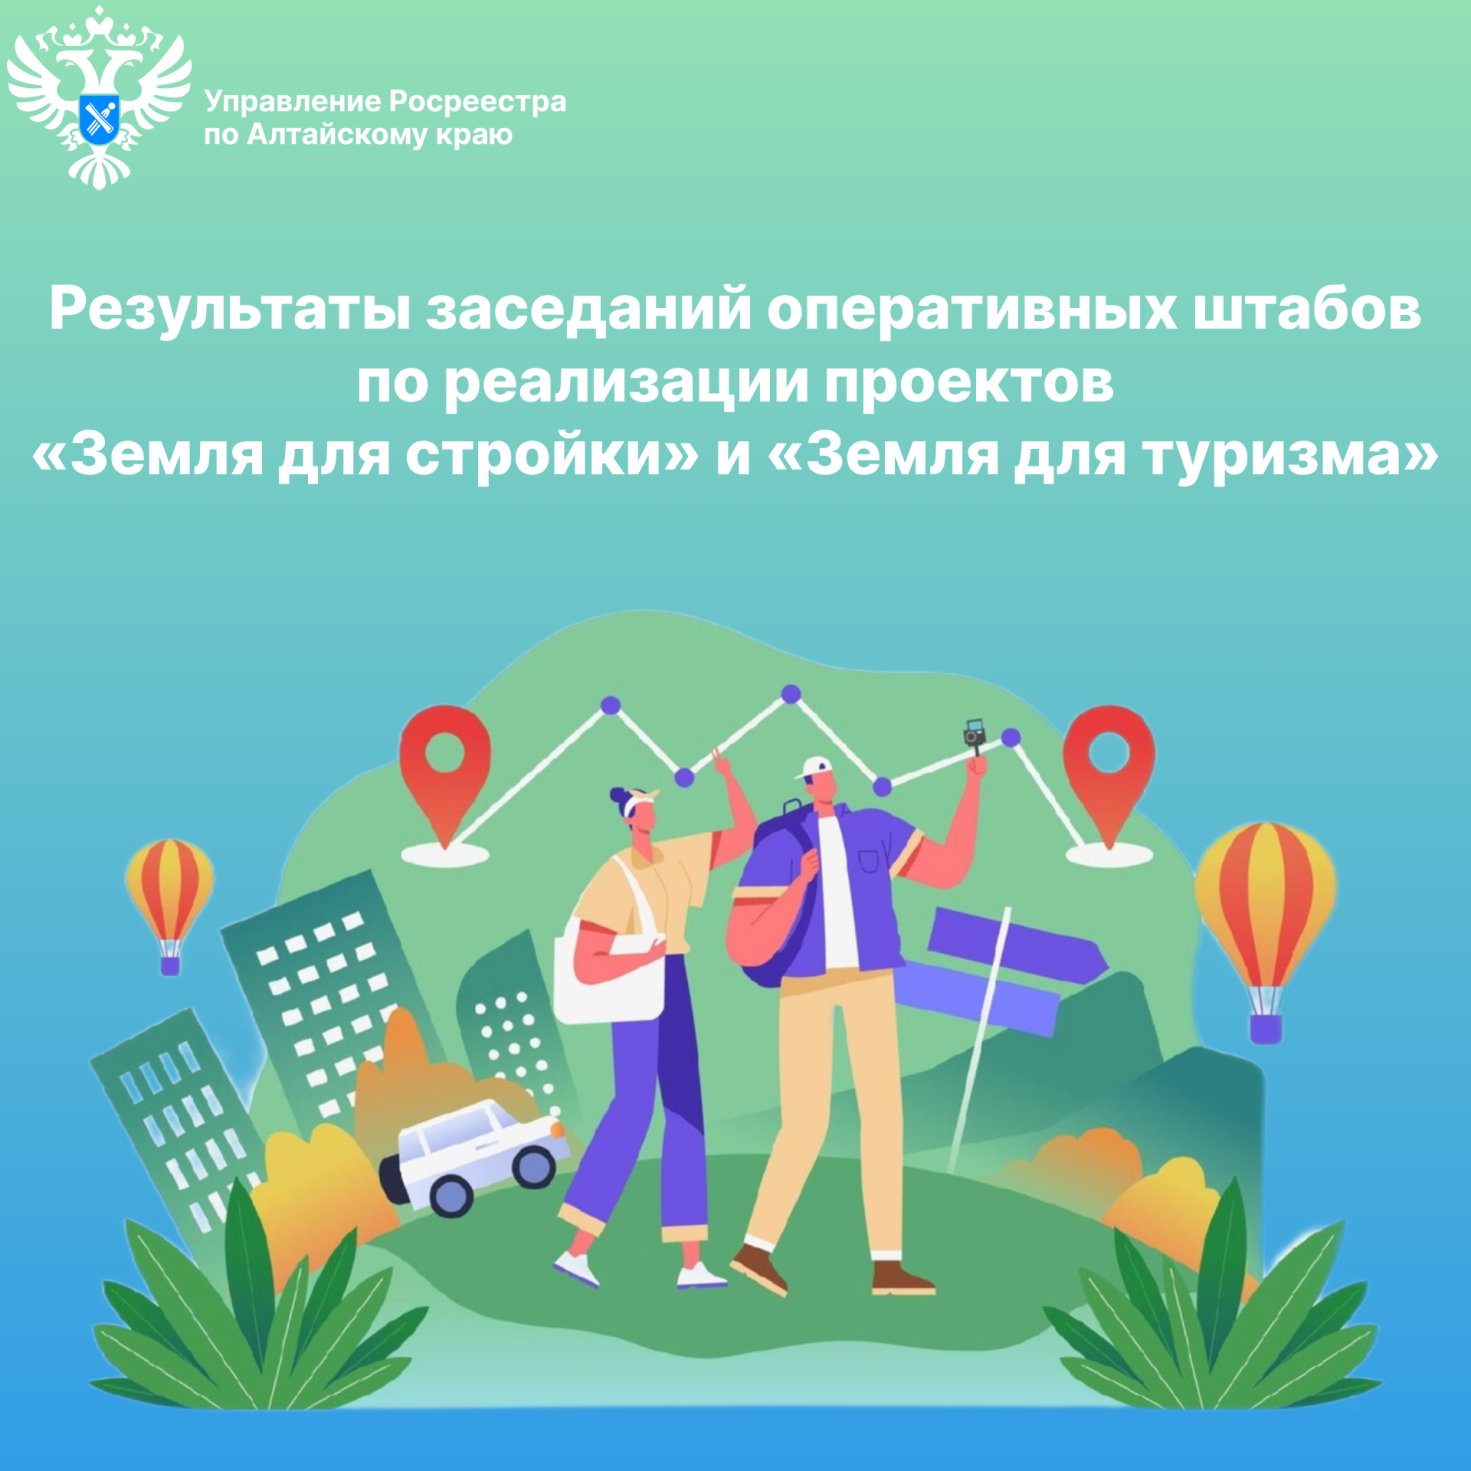 Управление Росреестра
по Алтайскому краю
Результаты заседаний оперативных штабов
по реализации проектов
«Земля для стройки» и «Земля для туризма»